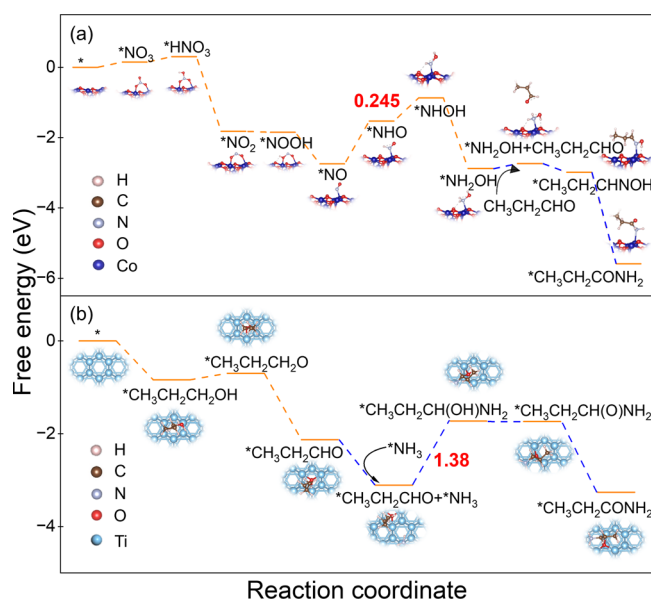 Free energy (eV)
(a)
0
−2
−4
−6
*
*NO₃
*HNO₃
*NO₂
*NOOH
*NO
0.245
*NHO
*NHOH
*NH₂OH
*NH₂OH+CH₃CH₂CHO
CH₃CH₂CHO
*CH₃CH₂CHNOH
*CH₃CH₂CONH₂
H
C
N
O
Co
(b)
0
−2
−4
*
*CH₃CH₂CH₂OH
*CH₃CH₂CH₂O
*CH₃CH₂CHO
*NH₃
*CH₃CH₂CHO+*NH₃
1.38
*CH₃CH₂CH(OH)NH₂
*CH₃CH₂CH(O)NH₂
*CH₃CH₂CONH₂
H
C
N
O
Ti
Reaction coordinate